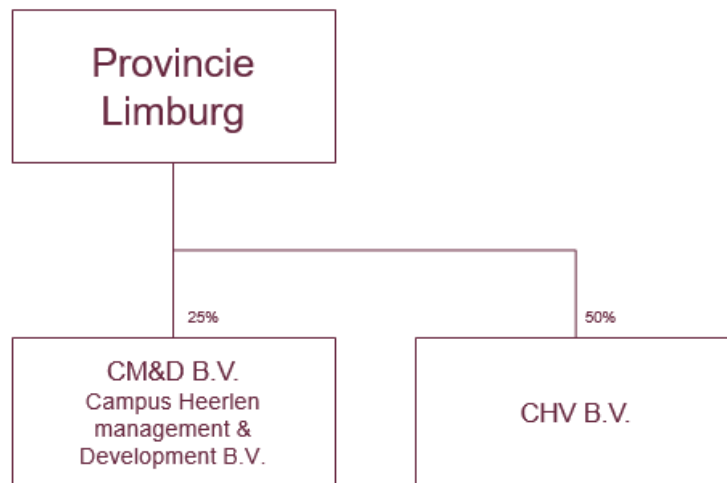 Provincie
Limburg
25%
50%
CM&D B.V.
Campus Heerlen
management &
Development B.V.
CHV B.V.